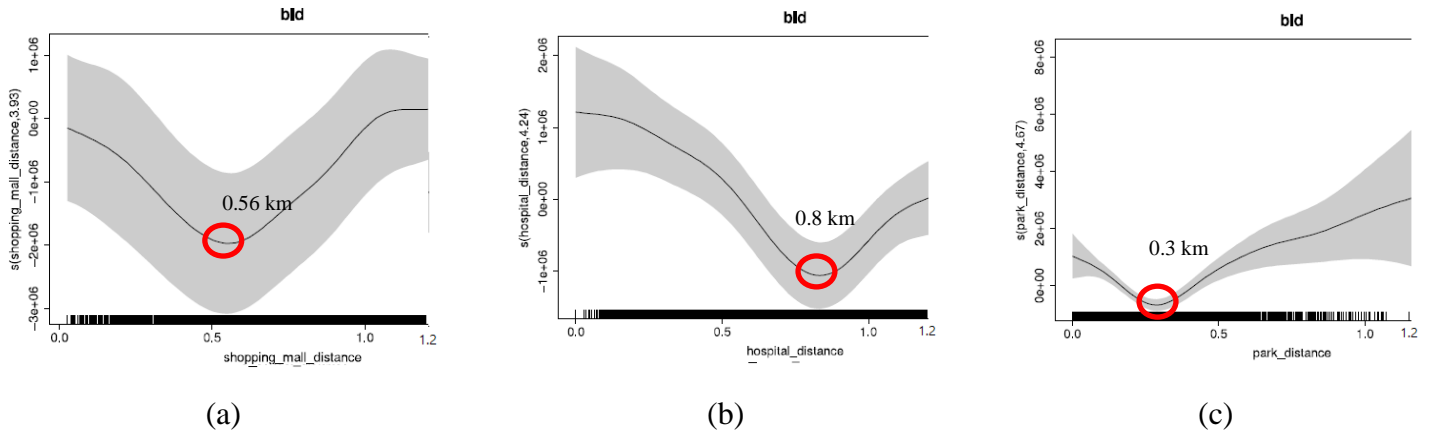 bld
s(shopping_mall_distance,3.93)
1e+06
0e+00
−1e+06
−2e+06
−3e+06
0.56 km
0.0 0.5 1.0 1.2
shopping_mall_distance
(a)
bld
s(hospital_distance,4.24)
2e+06
1e+06
0e+00
−1e+06
0.8 km
0.0 0.5 1.0 1.2
hospital_distance
(b)
bld
s(park_distance,4.67)
8e+06
6e+06
4e+06
2e+06
0e+00
0.3 km
0.0 0.5 1.0 1.2
park_distance
(c)